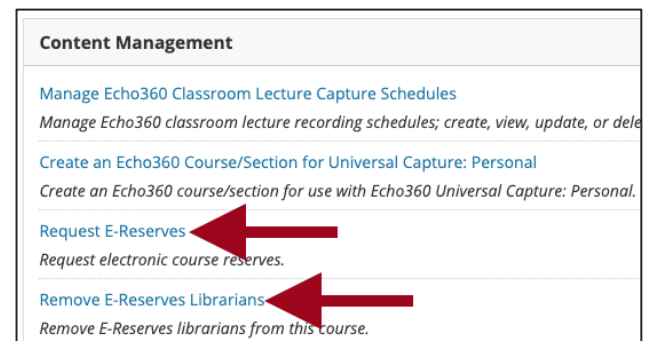 Content Management
Manage Echo360 Classroom Lecture Capture Schedules
Manage Echo360 classroom lecture recording schedules; create, view, update, or dele
Create an Echo360 Course/Section for Universal Capture: Personal
Create an Echo360 course/section for use with Echo360 Universal Capture: Personal.
Request E-Reserves
Request electronic course reserves.
Remove E-Reserves Librarians
Remove E-Reserves librarians from this course.